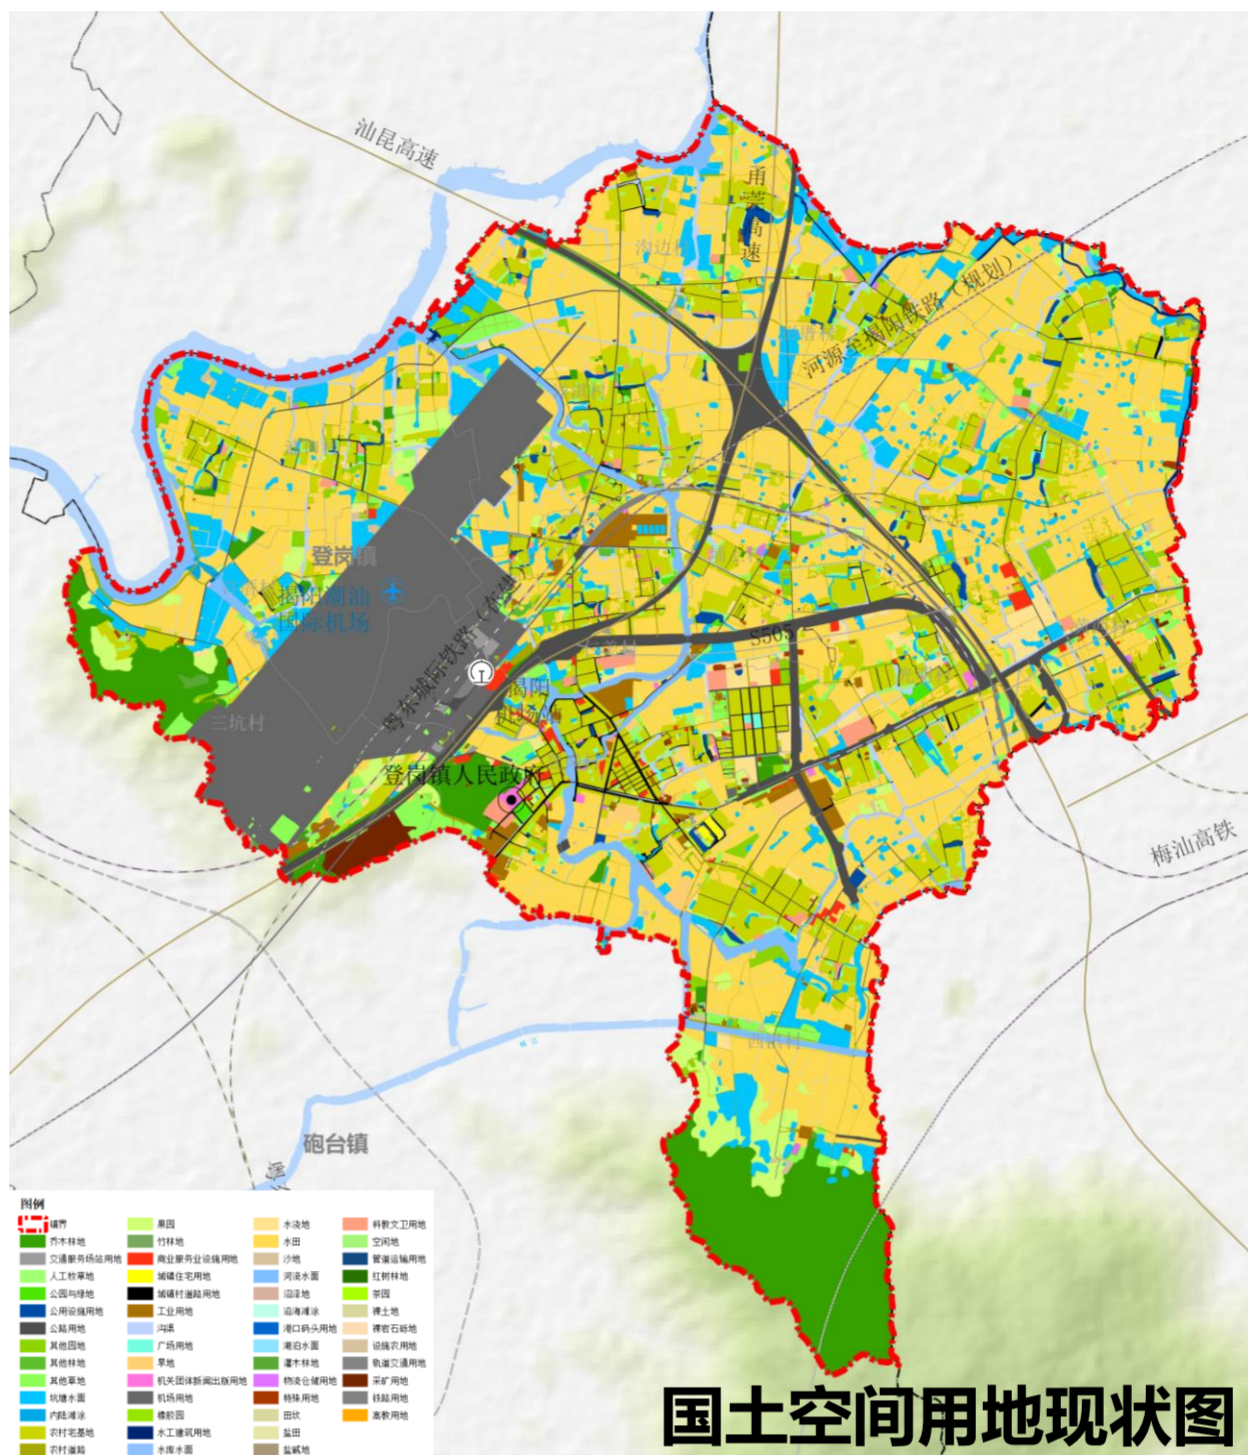 汕昆高速
甬莞高速
沟边村
河源至揭阳铁路（规划）
登岗镇
揭阳潮汕
国际机场
粤东城际铁路（在建）
S505
揭阳
机场站
三坑村
登岗镇人民政府
梅汕高铁
西淇村
砲台镇
图例
镇界
果园
水浇地
科教文卫用地
乔木林地
竹林地
水田
空闲地
交通服务场站用地
商业服务业设施用地
沙地
管道运输用地
人工牧草地
城镇住宅用地
河流水面
红树林地
公园与绿地
城镇村道路用地
沼泽地
茶园
公用设施用地
工业用地
沿海滩涂
裸土地
公路用地
沟渠
港口码头用地
裸岩石砾地
其他园地
广场用地
湖泊水面
设施农用地
其他林地
旱地
灌木林地
轨道交通用地
其他草地
机关团体新闻出版用地
物流仓储用地
采矿用地
坑塘水面
机场用地
特殊用地
铁路用地
内陆滩涂
橡胶园
田坎
高教用地
农村宅基地
水工建筑用地
盐田
农村道路
水库水面
盐碱地
国土空间用地现状图